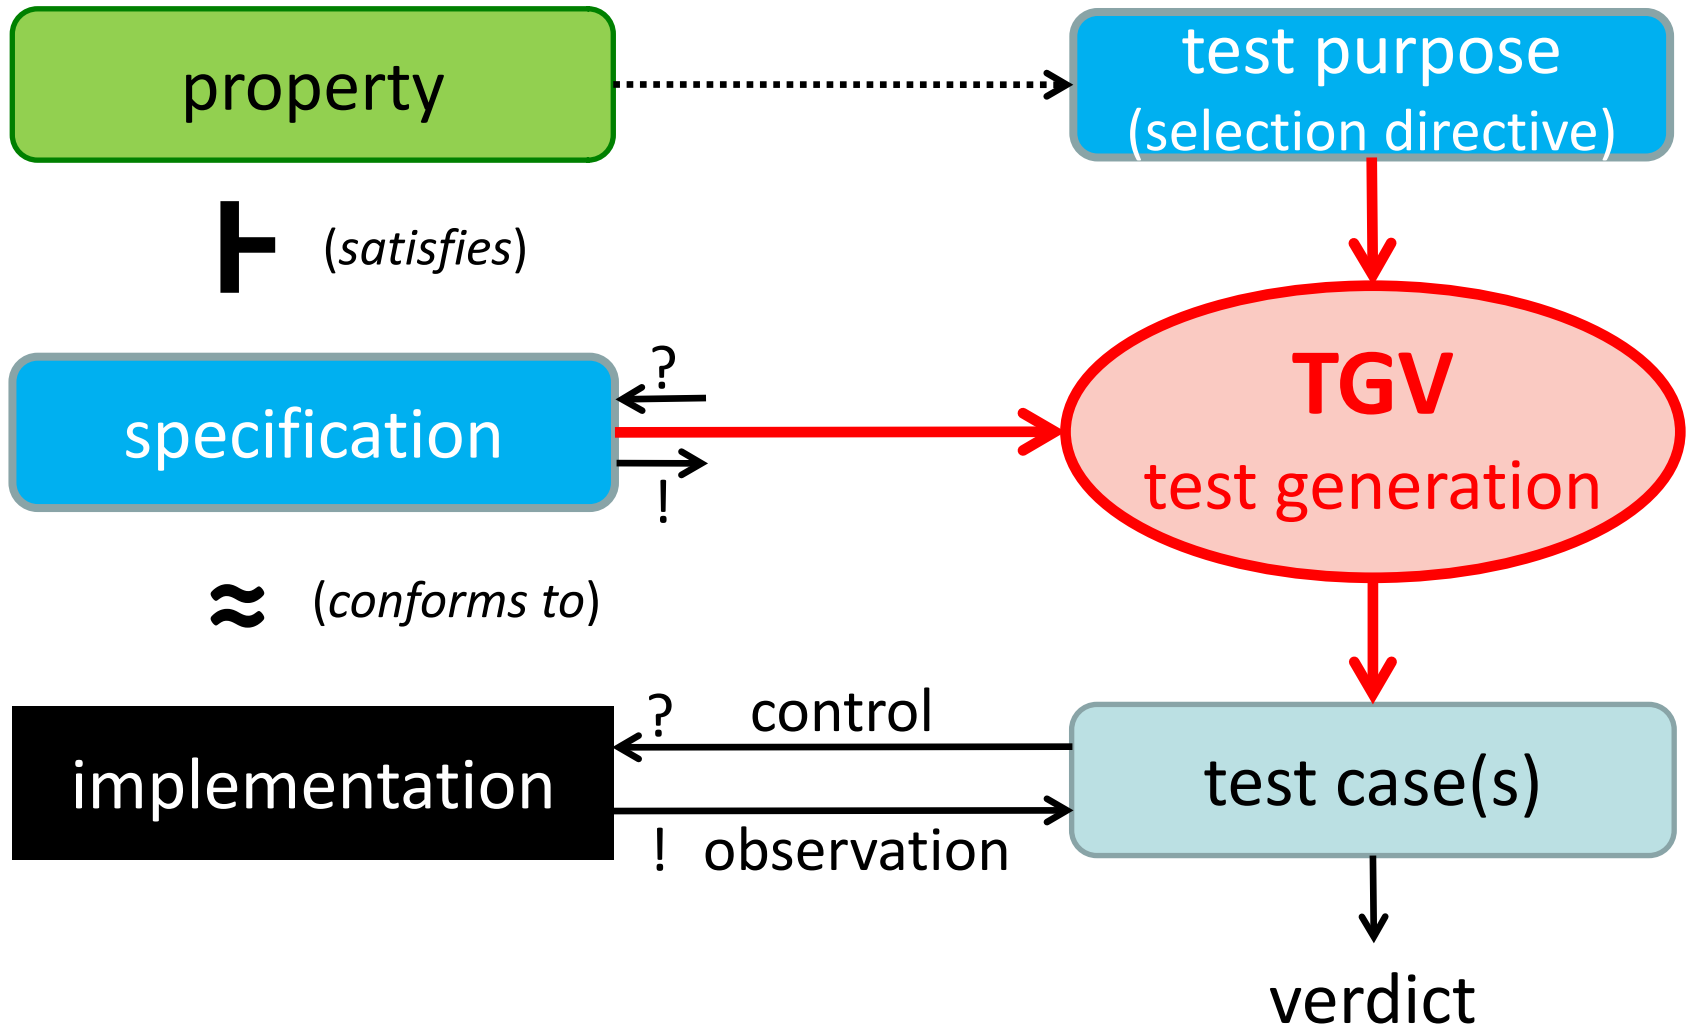 property
test purpose
(selection directive)
⊢ (satisfies)
TGV
test generation
?
specification
!
≈ (conforms to)
? control
implementation
test case(s)
! observation
verdict